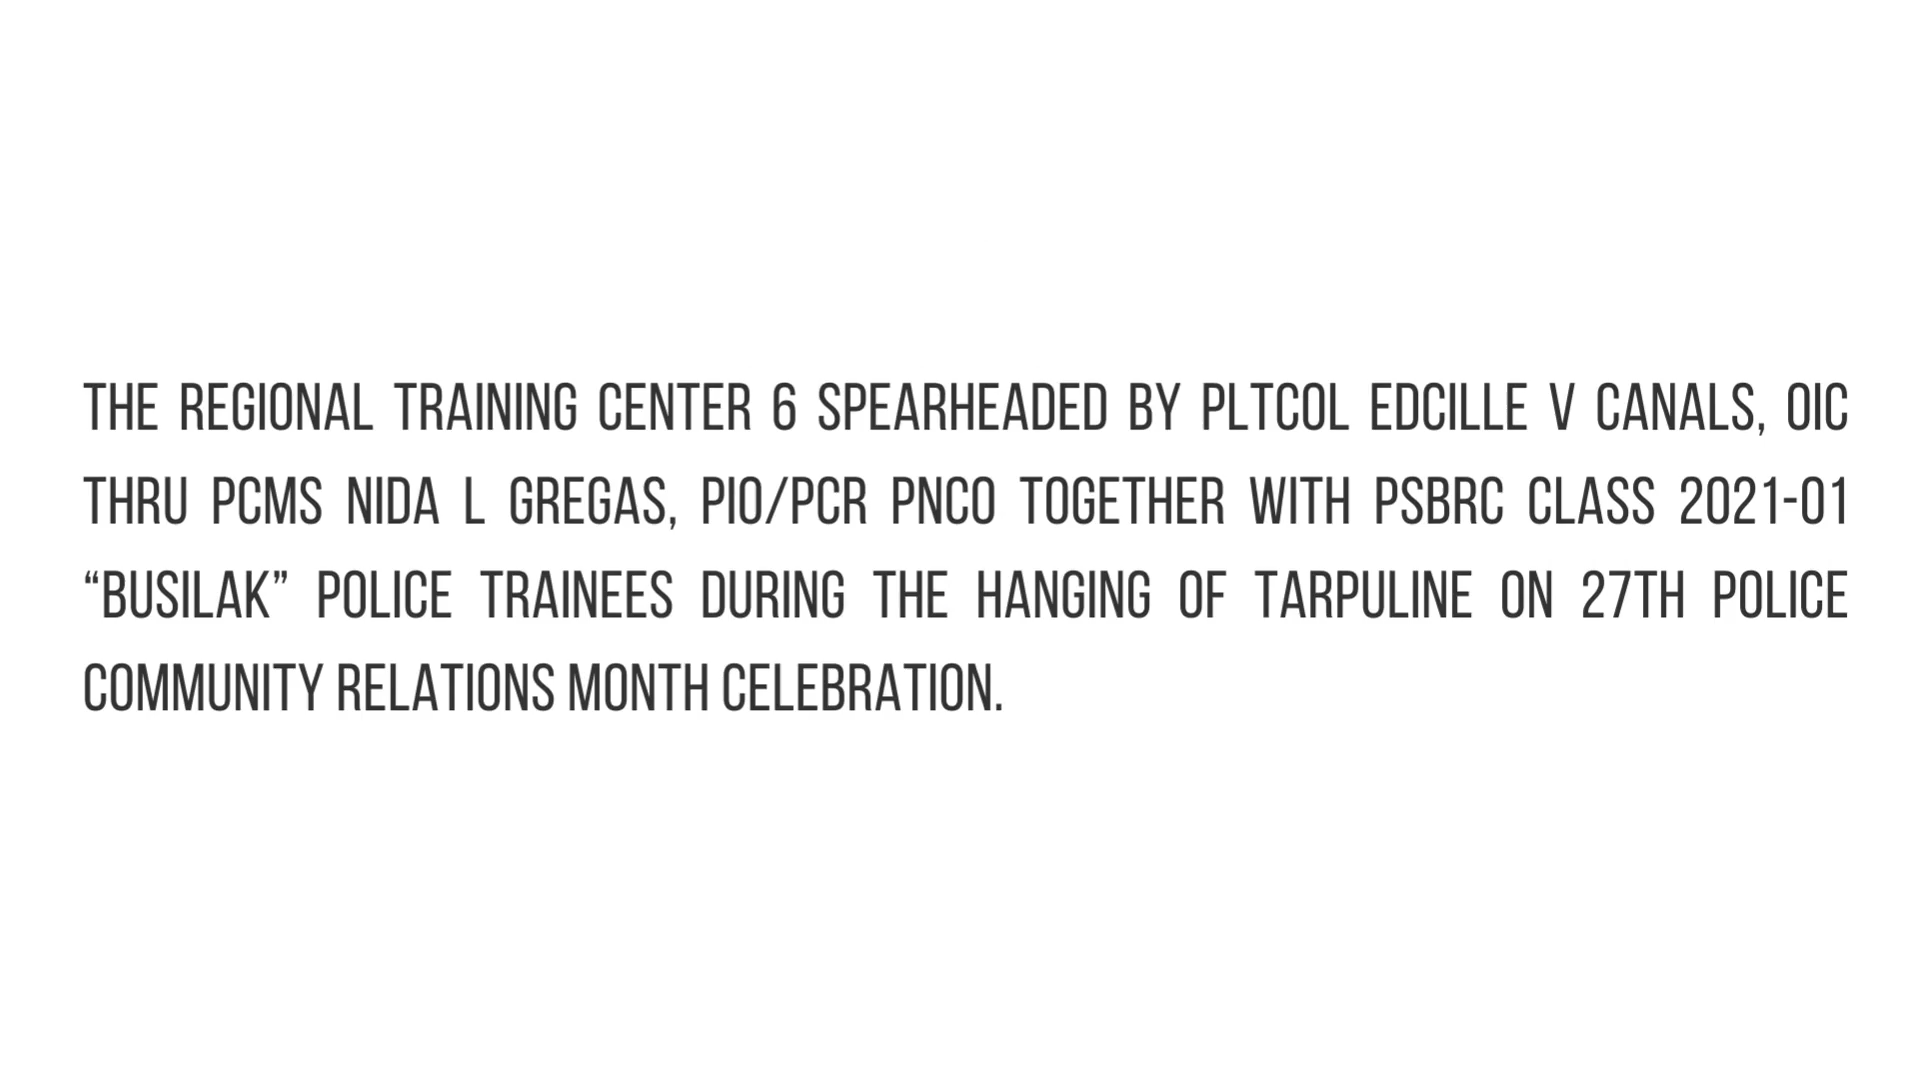 THE REGIONAL TRAINING CENTER 6 SPEARHEADED BY PLTCOL EDCILLE V CANALS, OIC
THRU PCMS NIDA L GREGAS, PIO/PCR PNCO TOGETHER WITH PSBRC CLASS 2021-01
“BUSILAK” POLICE TRAINEES DURING THE HANGING OF TARPULINE ON 27TH POLICE
COMMUNITY RELATIONS MONTH CELEBRATION.